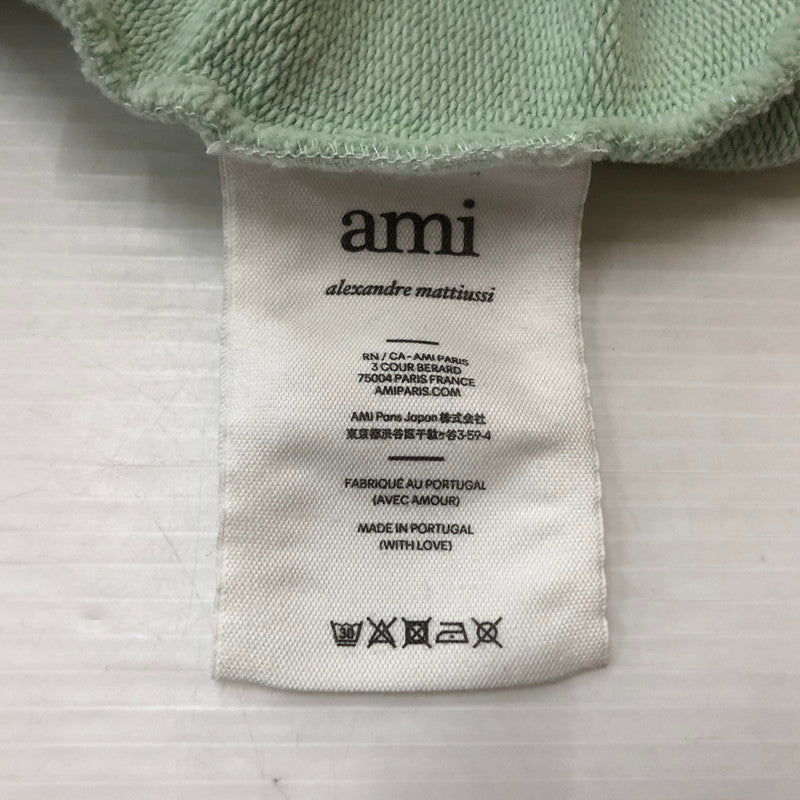 ami
alexandre mattiussi
RN / CA - AMI PARIS
3 COUR BERARD
75004 PARIS FRANCE
AMIPARIS.COM
AMI Paris Japan 株式会社
東京都渋谷区千駄ヶ谷3-59-4
FABRIQUÉ AU PORTUGAL
(AVEC AMOUR)
MADE IN PORTUGAL
(WITH LOVE)
30